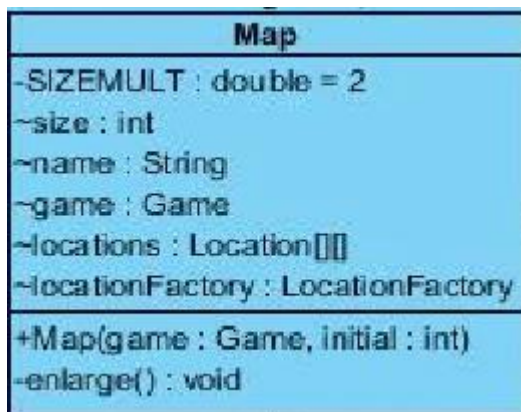 Map
-SIZEMULT : double = 2
~size : int
~name : String
~game : Game
~locations : Location[][]
~locationFactory : LocationFactory
+Map(game : Game, initial : int)
-enlarge() : void